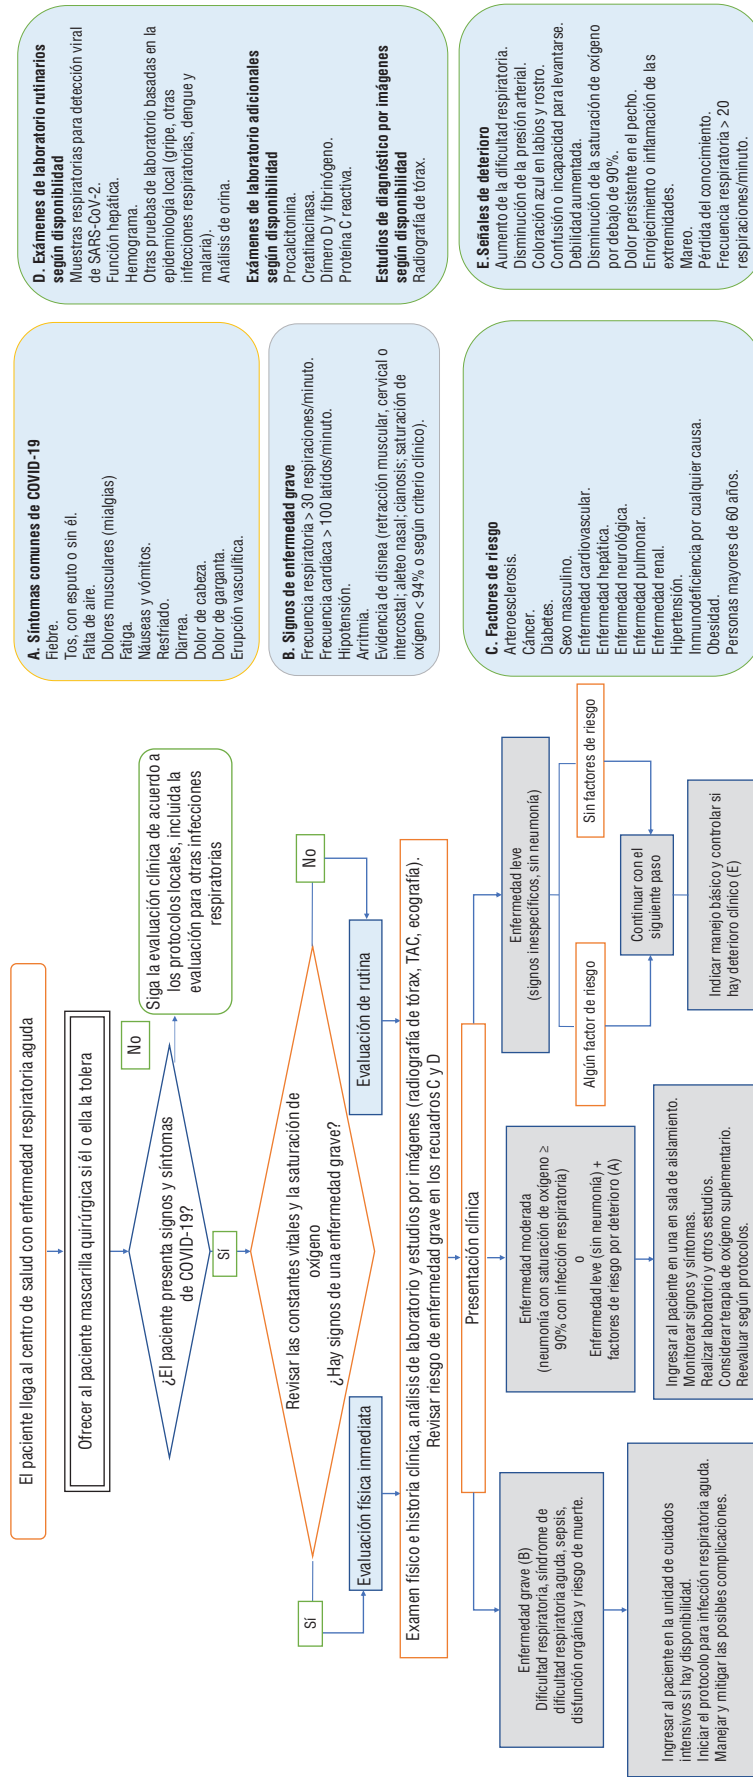 El paciente llega al centro de salud con enfermedad respiratoria aguda
Ofrecer al paciente mascarilla quirúrgica si él o ella la tolera
¿El paciente presenta signos y síntomas
de COVID-19?
No
Siga la evaluación clínica de acuerdo a
los protocolos locales, incluida la
evaluación para otras infecciones
respiratorias
Sí
Revisar las constantes vitales y la saturación de
oxígeno
¿Hay signos de una enfermedad grave?
Sí
No
Evaluación física inmediata
Evaluación de rutina
Examen físico e historia clínica, análisis de laboratorio y estudios por imágenes (radiografía de tórax, TAC, ecografía).
Revisar riesgo de enfermedad grave en los recuadros C y D
Presentación clínica
Enfermedad grave (B)
Dificultad respiratoria, síndrome de
dificultad respiratoria aguda, sepsis,
disfunción orgánica y riesgo de muerte.
Enfermedad moderada
(neumonía con saturación de oxígeno ≥
90% con infección respiratoria)
o
Enfermedad leve (sin neumonía) +
factores de riesgo por deterioro (A)
Enfermedad leve
(signos inespecíficos, sin neumonía)
Algún factor de riesgo
Sin factores de riesgo
Continuar con el
siguiente paso
Ingresar al paciente en la unidad de cuidados
intensivos si hay disponibilidad.
Iniciar el protocolo para infección respiratoria aguda.
Manejar y mitigar las posibles complicaciones.
Ingresar al paciente en una en sala de aislamiento.
Monitorear signos y síntomas.
Realizar laboratorio y otros estudios.
Considerar terapia de oxígeno suplementario.
Reevaluar según protocolos.
Indicar manejo básico y controlar si
hay deterioro clínico (E)
A. Síntomas comunes de COVID-19
Fiebre.
Tos, con esputo o sin él.
Falta de aire.
Dolores musculares (mialgias)
Fatiga.
Náuseas y vómitos.
Resfriado.
Diarrea.
Dolor de cabeza.
Dolor de garganta.
Erupción vasculítica.
B. Signos de enfermedad grave
Frecuencia respiratoria > 30 respiraciones/minuto.
Frecuencia cardíaca > 100 latidos/minuto.
Hipotensión.
Arritmia.
Evidencia de disnea (retracción muscular, cervical o
intercostal; aleteo nasal; cianosis; saturación de
oxígeno < 94% o según criterio clínico).
C. Factores de riesgo
Arteroesclerosis.
Cáncer.
Diabetes.
Sexo masculino.
Enfermedad cardiovascular.
Enfermedad hepática.
Enfermedad neurológica.
Enfermedad pulmonar.
Enfermedad renal.
Hipertensión.
Inmunodeficiencia por cualquier causa.
Obesidad.
Personas mayores de 60 años.
D. Exámenes de laboratorio rutinarios
según disponibilidad
Muestras respiratorias para detección viral
de SARS-CoV-2.
Función hepática.
Hemograma.
Otras pruebas de laboratorio basadas en la
epidemiología local (gripe, otras
infecciones respiratorias, dengue y
malaría).
Análisis de orina.
Exámenes de laboratorio adicionales
según disponibilidad
Procalcitonina.
Creatinacinasa.
Dímero D y fibrinógeno.
Proteína C reactiva.
Estudios de diagnóstico por imágenes
según disponibilidad
Radiografía de tórax.
E.Señales de deterioro
Aumento de la dificultad respiratoria.
Disminución de la presión arterial.
Coloración azul en labios y rostro.
Confusión o incapacidad para levantarse.
Debilidad aumentada.
Disminución de la saturación de oxígeno
por debajo de 90%.
Dolor persistente en el pecho.
Enrojecimiento o inflamación de las
extremidades.
Mareo.
Pérdida del conocimiento.
Frecuencia respiratoria > 20
respiraciones/minuto.